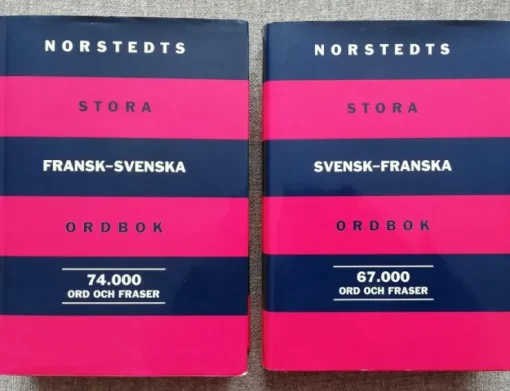 NORSTEDTS
STORA
FRANSK–SVENSKA
ORDBOK
74.000
ORD OCH FRASER
NORSTEDTS
STORA
SVENSK–FRANSKA
ORDBOK
67.000
ORD OCH FRASER